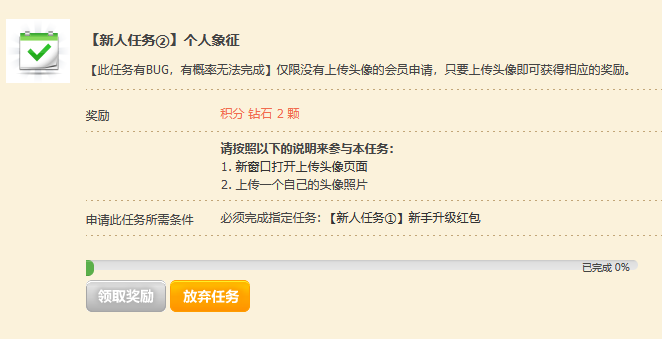 【新人任务②】个人象征
【此任务有BUG，有概率无法完成】仅限没有上传头像的会员申请，只要上传头像即可获得相应的奖励。
奖励 积分 钻石 2 颗
请按照以下的说明来参与本任务：
1. 新窗口打开上传头像页面
2. 上传一个自己的头像照片
申请此任务所需条件 必须完成指定任务：【新人任务①】新手升级红包
已完成 0%
领取奖励 放弃任务